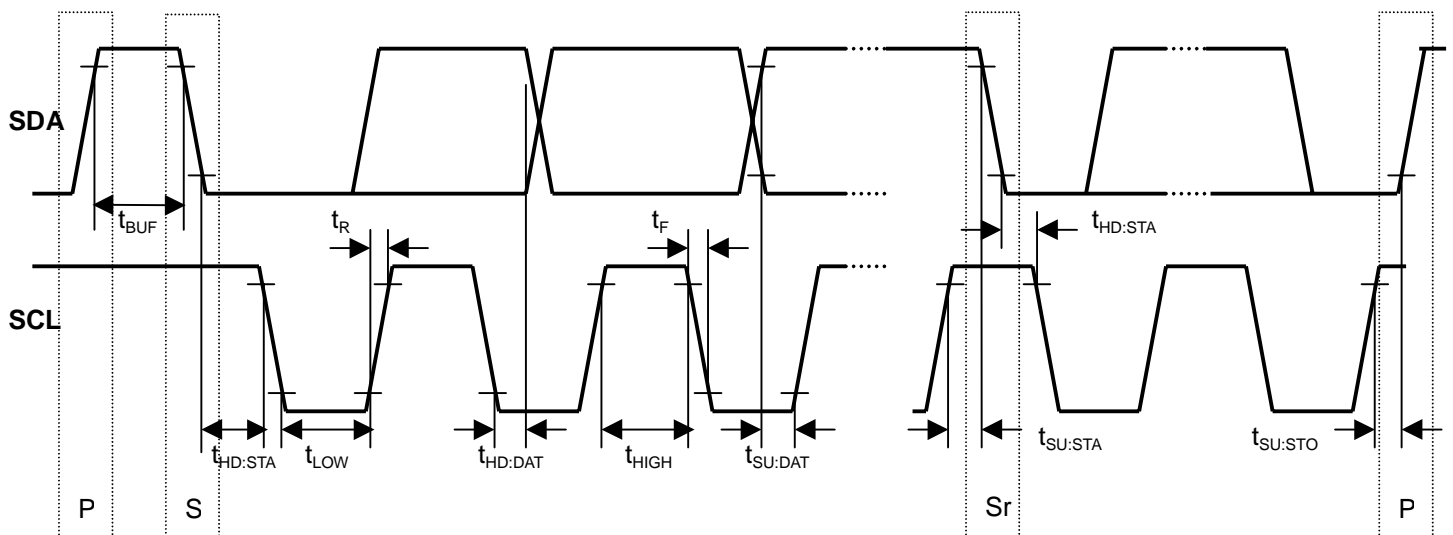 SDA
t_BUF
t_R
t_F
t_HD:STA
SCL
t_HD:STA
t_LOW
t_HD:DAT
t_HIGH
t_SU:DAT
t_SU:STA
t_SU:STO
P
S
Sr
P